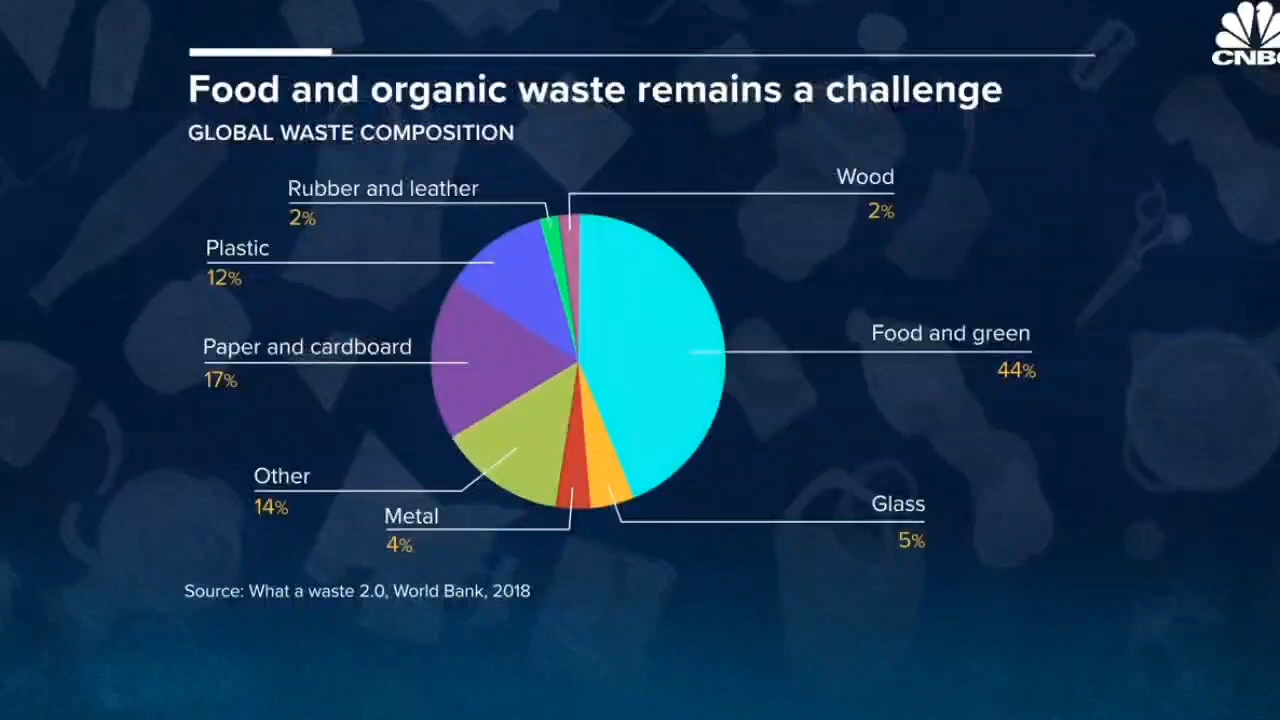 CNBC
Food and organic waste remains a challenge
GLOBAL WASTE COMPOSITION
Wood
2%
Rubber and leather
2%
Plastic
12%
Food and green
44%
Paper and cardboard
17%
Other
14%
Glass
5%
Metal
4%
Source: What a waste 2.0, World Bank, 2018